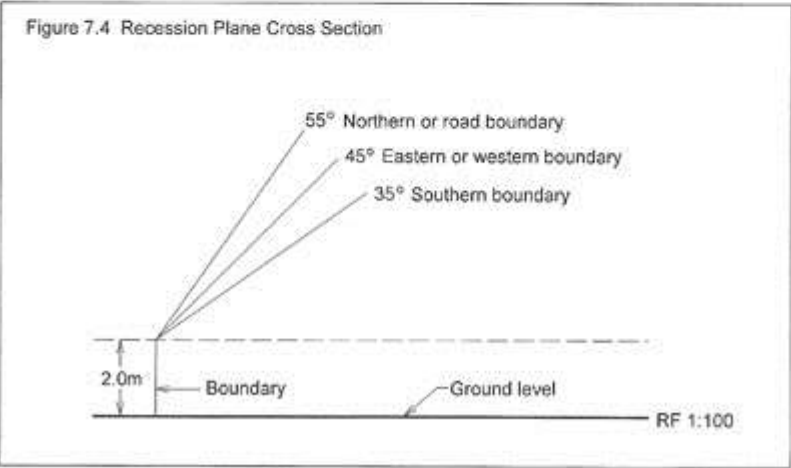 Figure 7.4 Recession Plane Cross Section
55° Northern or road boundary
45° Eastern or western boundary
35° Southern boundary
2.0m
Boundary
Ground level
RF 1:100